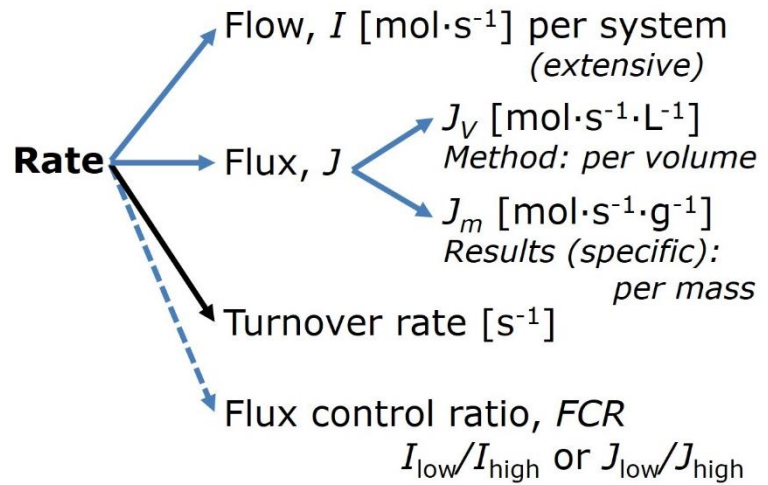 Flow, I [mol·s⁻¹] per system
(extensive)
Rate
Flux, J
J_V [mol·s⁻¹·L⁻¹]
Method: per volume
J_m [mol·s⁻¹·g⁻¹]
Results (specific):
per mass
Turnover rate [s⁻¹]
Flux control ratio, FCR
I_low/I_high or J_low/J_high